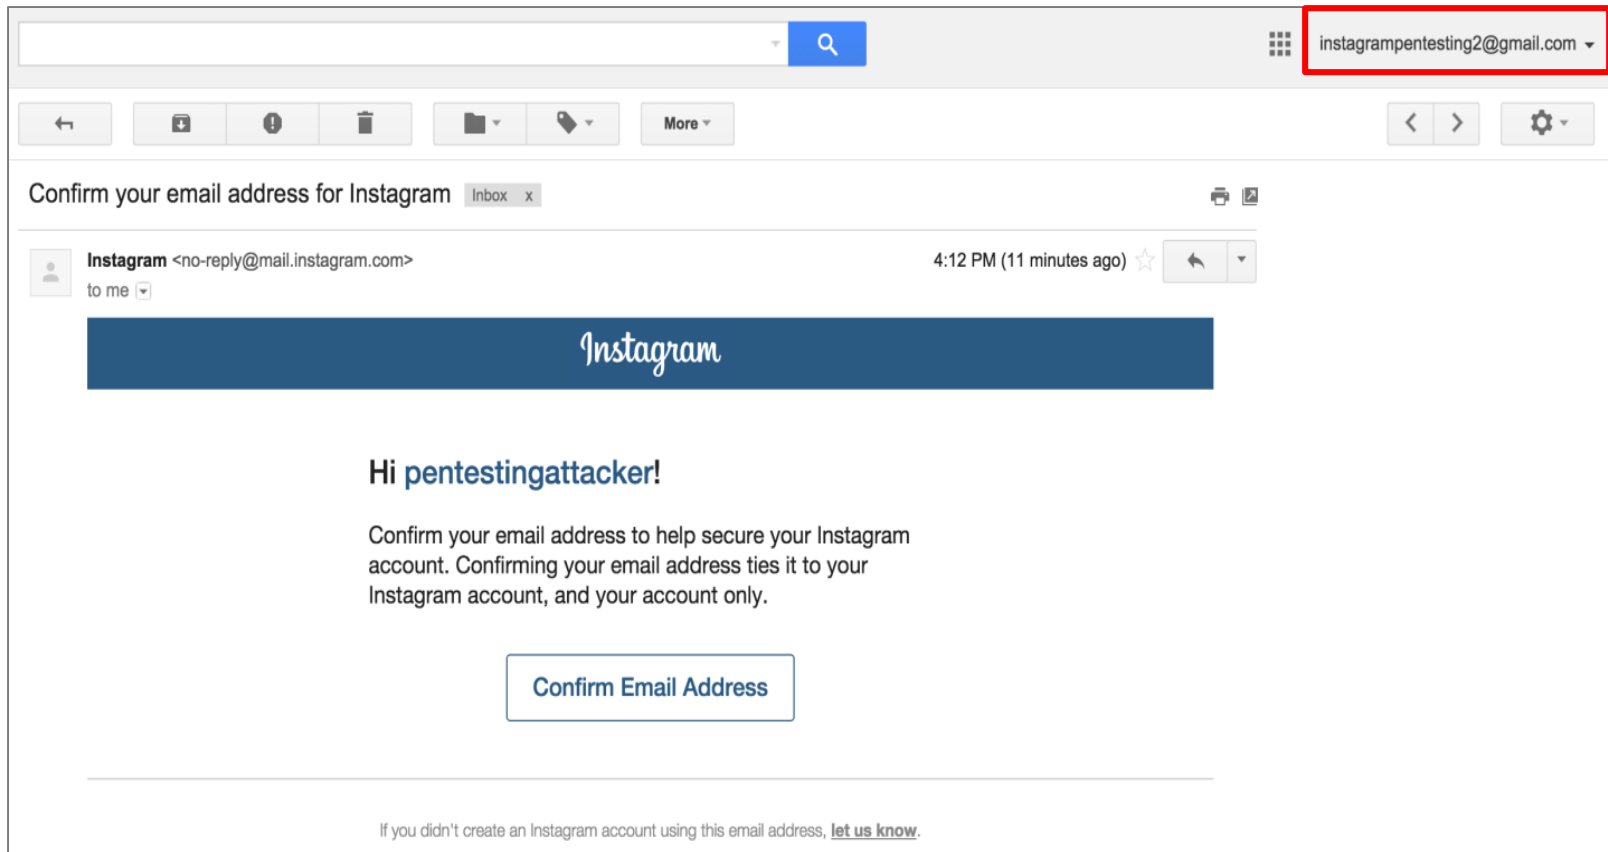 instagrampentesting2@gmail.com
More
Confirm your email address for Instagram Inbox x
Instagram <no-reply@mail.instagram.com> 4:12 PM (11 minutes ago)
to me
Instagram
Hi pentestingattacker!
Confirm your email address to help secure your Instagram
account. Confirming your email address ties it to your
Instagram account, and your account only.
Confirm Email Address
If you didn't create an Instagram account using this email address, let us know.